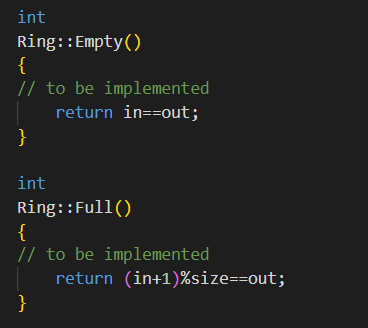 int
Ring::Empty()
{
// to be implemented
    return in==out;
}

int
Ring::Full()
{
// to be implemented
    return (in+1)%size==out;
}